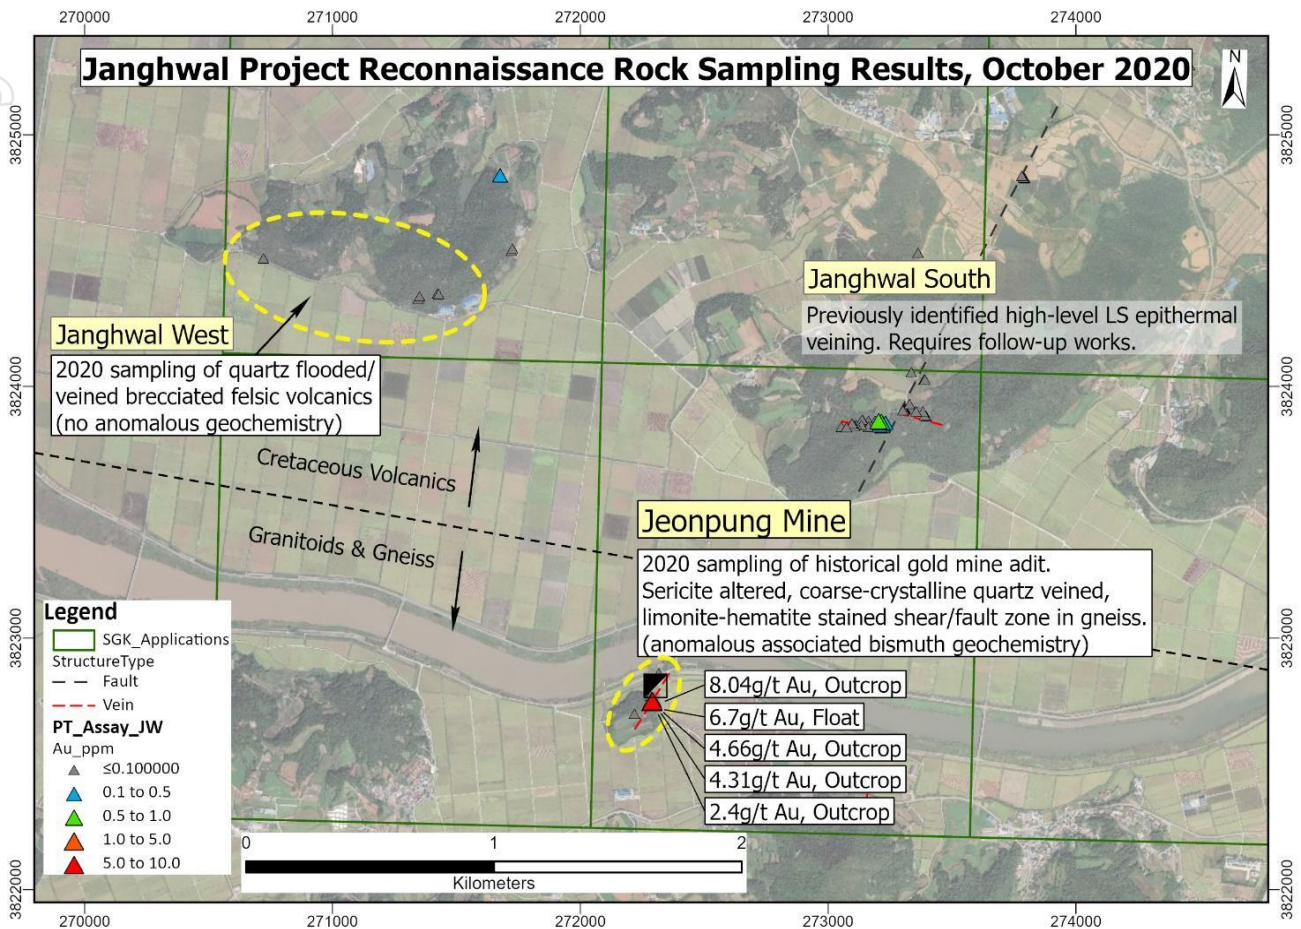 270000
271000
272000
273000
274000
Janghwal Project Reconnaissance Rock Sampling Results, October 2020
N
3825000
3825000
Janghwal South
Previously identified high-level LS epithermal
veining. Requires follow-up works.
Janghwal West
2020 sampling of quartz flooded/
veined brecciated felsic volcanics
(no anomalous geochemistry)
3824000
3824000
Cretaceous Volcanics
Granitoids & Gneiss
Jeonpung Mine
2020 sampling of historical gold mine adit.
Sericite altered, coarse-crystalline quartz veined,
limonite-hematite stained shear/fault zone in gneiss.
(anomalous associated bismuth geochemistry)
3823000
3823000
8.04g/t Au, Outcrop
6.7g/t Au, Float
4.66g/t Au, Outcrop
4.31g/t Au, Outcrop
2.4g/t Au, Outcrop
Legend
SGK_Applications
StructureType
Fault
Vein
PT_Assay_JW
Au_ppm
≤0.100000
0.1 to 0.5
0.5 to 1.0
1.0 to 5.0
5.0 to 10.0
0 1 2
Kilometers
3822000
3822000
270000
271000
272000
273000
274000